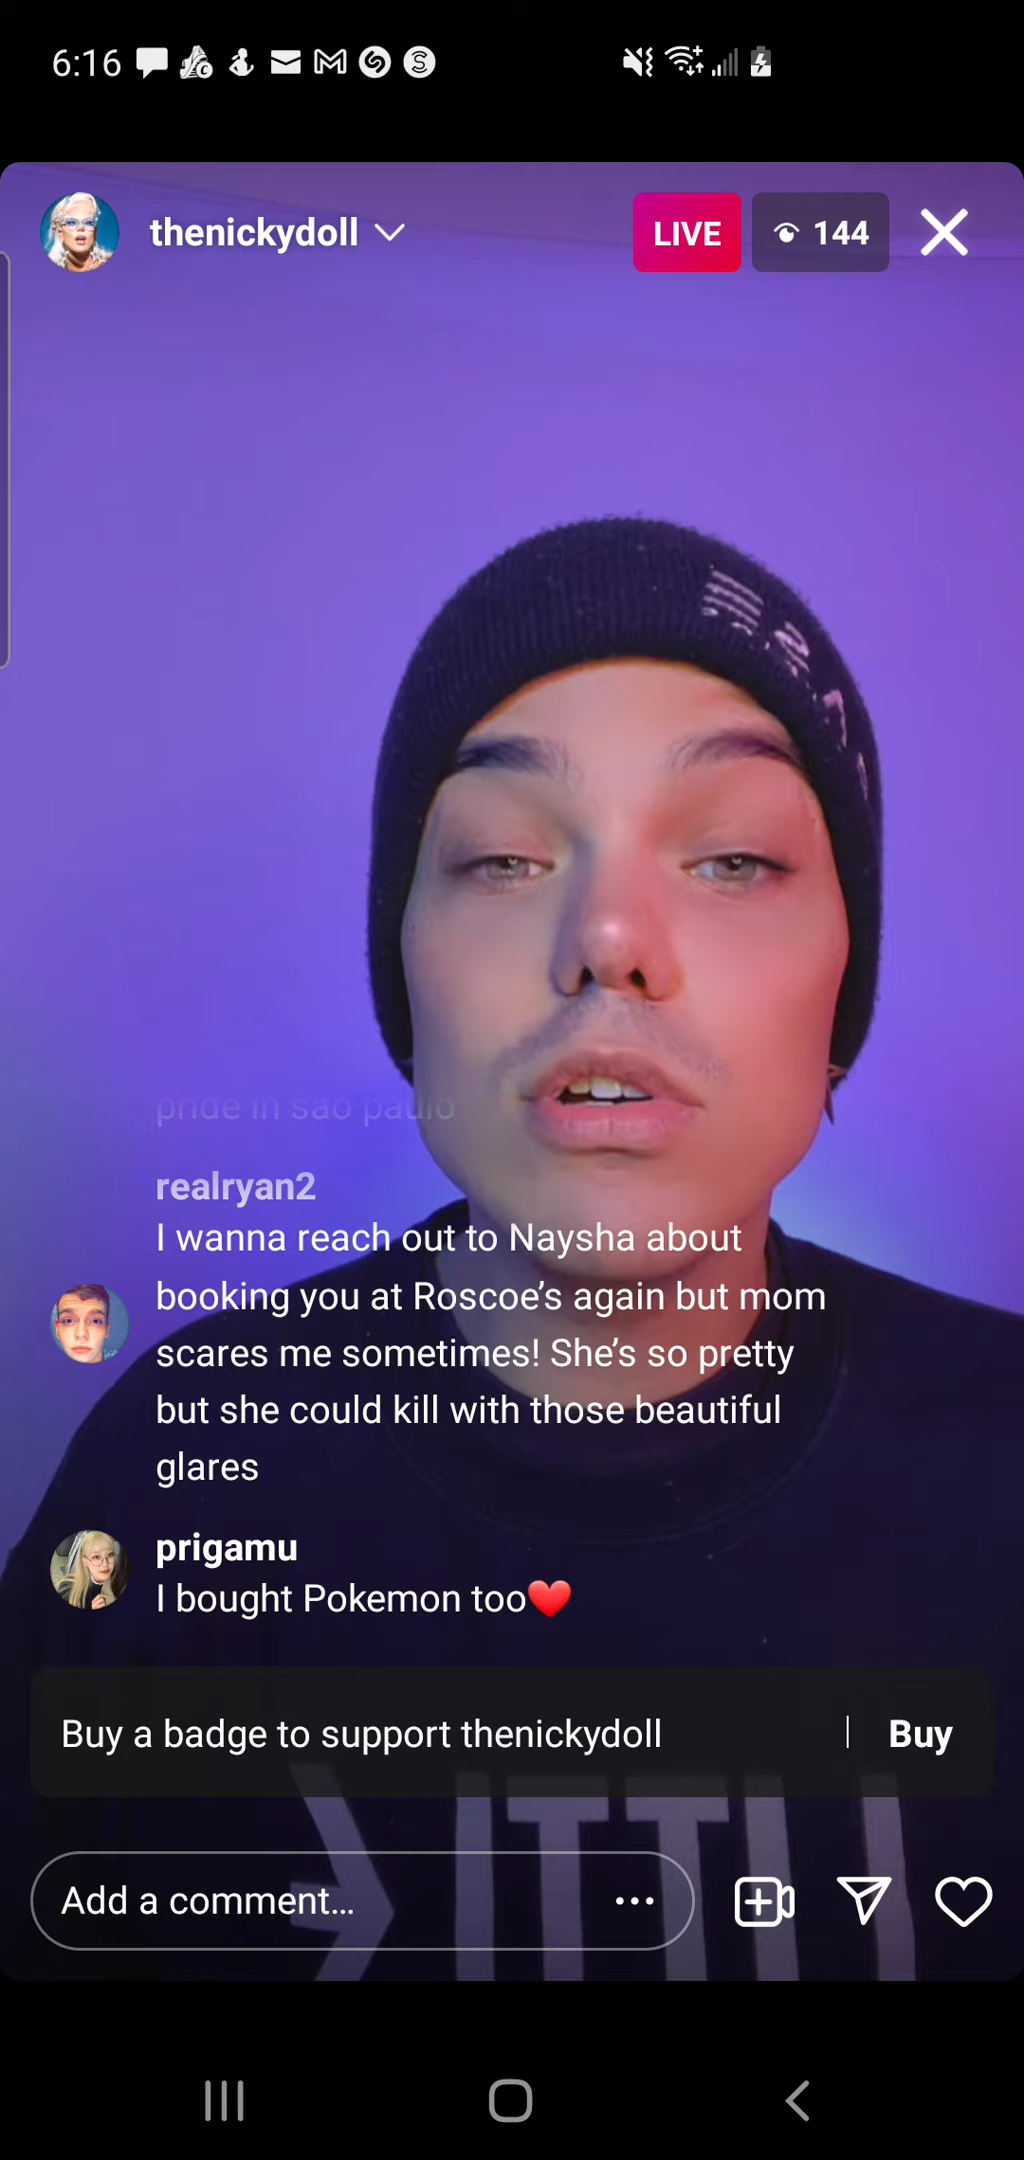 6:16
thenickydoll
LIVE
144
pride in sao paulo
realryan2
I wanna reach out to Naysha about
booking you at Roscoe’s again but mom
scares me sometimes! She’s so pretty
but she could kill with those beautiful
glares
prigamu
I bought Pokemon too❤️
Buy a badge to support thenickydoll
Buy
Add a comment...